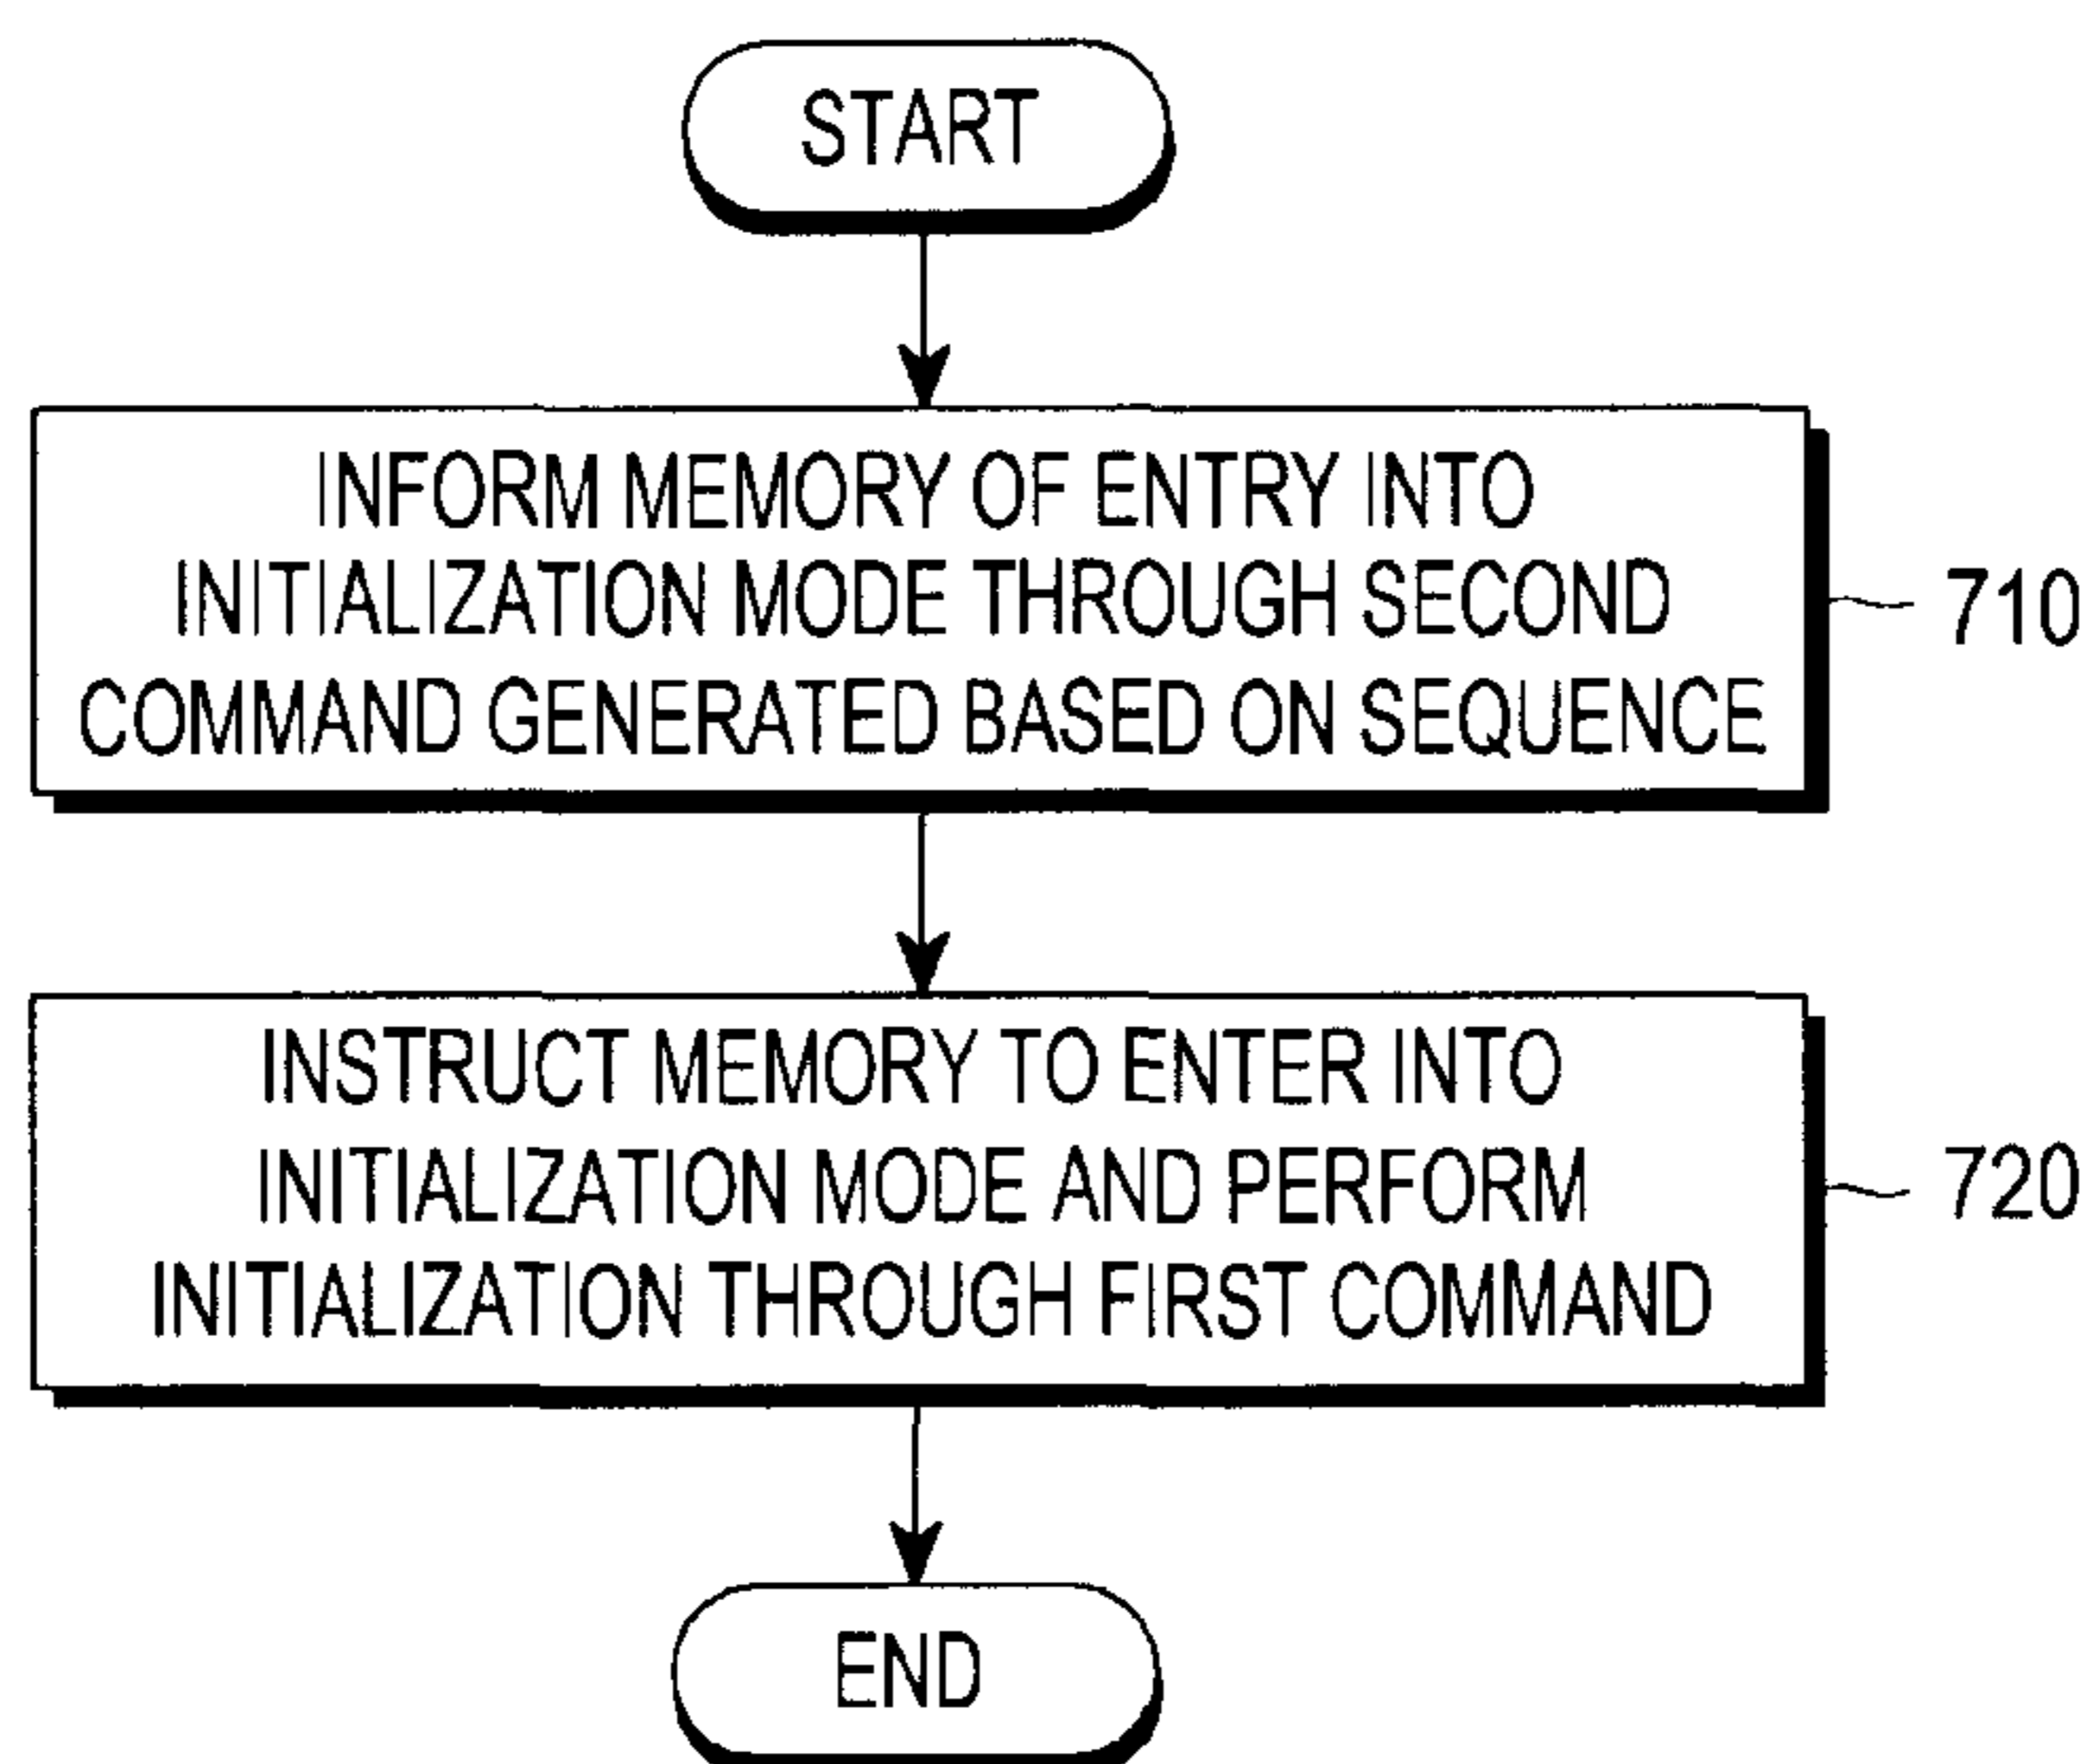 START
INFORM MEMORY OF ENTRY INTO
INITIALIZATION MODE THROUGH SECOND
COMMAND GENERATED BASED ON SEQUENCE
710
INSTRUCT MEMORY TO ENTER INTO
INITIALIZATION MODE AND PERFORM
INITIALIZATION THROUGH FIRST COMMAND
720
END